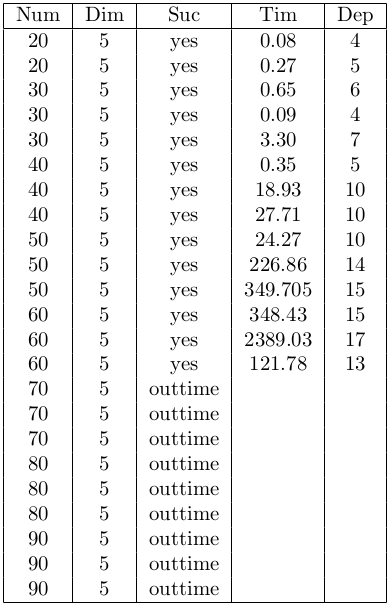 Num Dim Suc Tim Dep
20 5 yes 0.08 4
20 5 yes 0.27 5
30 5 yes 0.65 6
30 5 yes 0.09 4
30 5 yes 3.30 7
40 5 yes 0.35 5
40 5 yes 18.93 10
40 5 yes 27.71 10
50 5 yes 24.27 10
50 5 yes 226.86 14
50 5 yes 349.705 15
60 5 yes 348.43 15
60 5 yes 2389.03 17
60 5 yes 121.78 13
70 5 outtime
70 5 outtime
70 5 outtime
80 5 outtime
80 5 outtime
80 5 outtime
90 5 outtime
90 5 outtime
90 5 outtime